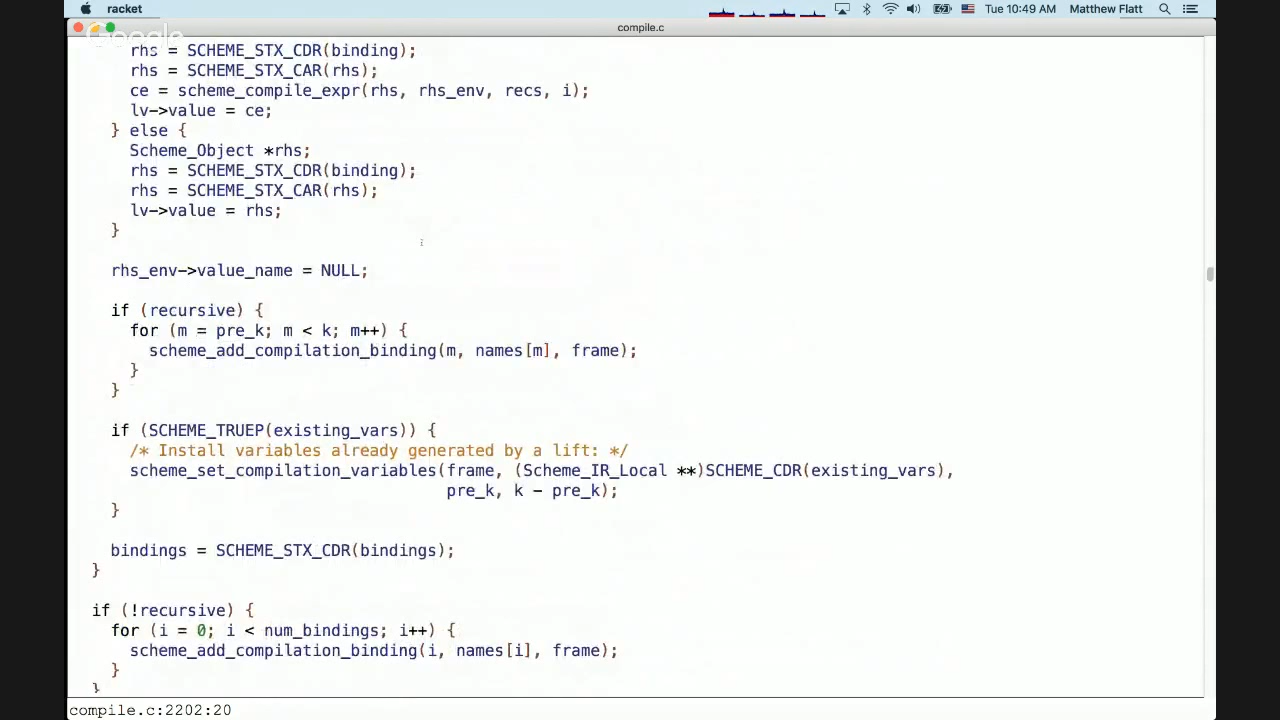 racket
Tue 10:49 AM Matthew Flatt
compile.c
Google
rhs = SCHEME_STX_CDR(binding);
rhs = SCHEME_STX_CAR(rhs);
ce = scheme_compile_expr(rhs, rhs_env, recs, i);
lv->value = ce;
} else {
Scheme_Object *rhs;
rhs = SCHEME_STX_CDR(binding);
rhs = SCHEME_STX_CAR(rhs);
lv->value = rhs;
}
rhs_env->value_name = NULL;
if (recursive) {
for (m = pre_k; m < k; m++) {
scheme_add_compilation_binding(m, names[m], frame);
}
}
if (SCHEME_TRUEP(existing_vars)) {
/* Install variables already generated by a lift: */
scheme_set_compilation_variables(frame, (Scheme_IR_Local **)SCHEME_CDR(existing_vars),
pre_k, k - pre_k);
}
bindings = SCHEME_STX_CDR(bindings);
}
if (!recursive) {
for (i = 0; i < num_bindings; i++) {
scheme_add_compilation_binding(i, names[i], frame);
}
}
compile.c:2202:20